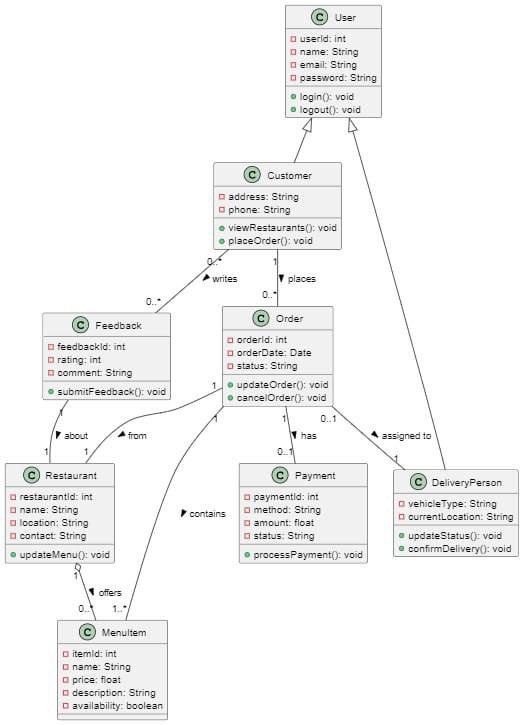 C User
userId: int
name: String
email: String
password: String
login(): void
logout(): void
C Customer
address: String
phone: String
viewRestaurants(): void
placeOrder(): void
0..* 1
writes places
0..* 0..*
C Feedback
feedbackId: int
rating: int
comment: String
submitFeedback(): void
C Order
orderId: int
orderDate: Date
status: String
updateOrder(): void
cancelOrder(): void
1 1 1 1 0..1
about from has assigned to
1 1 0..1 1
C Restaurant
restaurantId: int
name: String
location: String
contact: String
updateMenu(): void
contains
C Payment
paymentId: int
method: String
amount: float
status: String
processPayment(): void
C DeliveryPerson
vehicleType: String
currentLocation: String
updateStatus(): void
confirmDelivery(): void
1
offers
0..* 1..*
C MenuItem
itemId: int
name: String
price: float
description: String
availability: boolean